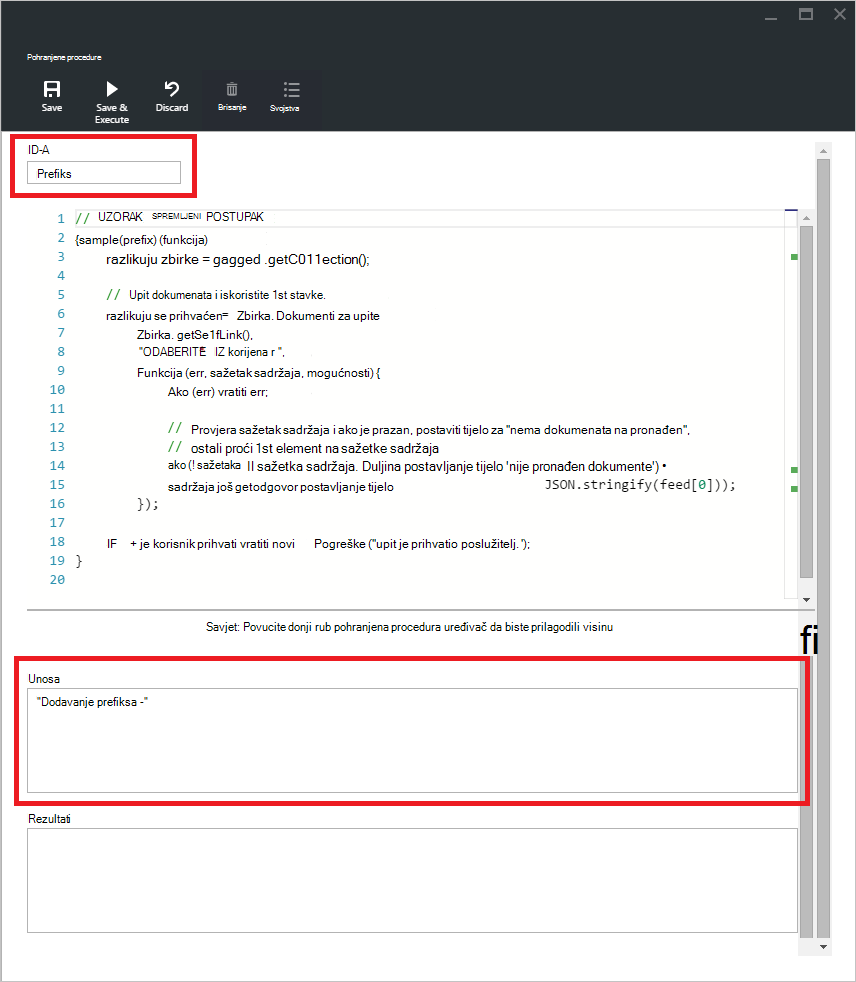 Pohranjene procedure
Save
Save & Execute
Discard
Brisanje
Svojstva
ID-A
Prefiks
1 // UZORAK SPREMLJENI POSTUPAK
2 {sample(prefix) (funkcija)
3 razlikuju zbirke = gagged .getC011ection();
4
5 // Upit dokumenata i iskoristite 1st stavke.
6 razlikuju se prihvaćen= Zbirka. Dokumenti za upite
7 Zbirka. getSe1fLink(),
8 "ODABERITE IZ korijena r ",
9 Funkcija (err, sažetak sadržaja, mogućnosti) {
10 Ako (err) vratiti err;
11
12 // Provjera sažetak sadržaja i ako je prazan, postaviti tijelo za "nema dokumenata na pronađen",
13 // ostali proći 1st element na sažetke sadržaja
14 ako (! sažetaka II sažetka sadržaja. Duljina postavljanje tijelo 'nije pronađen dokumente') •
15 sadržaja još getodgovor postavljanje tijelo JSON.stringify(feed[0]));
16 });
17
18 IF + je korisnik prihvati vratiti novi Pogreške ("upit je prihvatio poslužitelj. ');
19 }
20
Savjet: Povucite donji rub pohranjena procedura uređivač da biste prilagodili visinu
fi
Unosa
"Dodavanje prefiksa -"
Rezultati